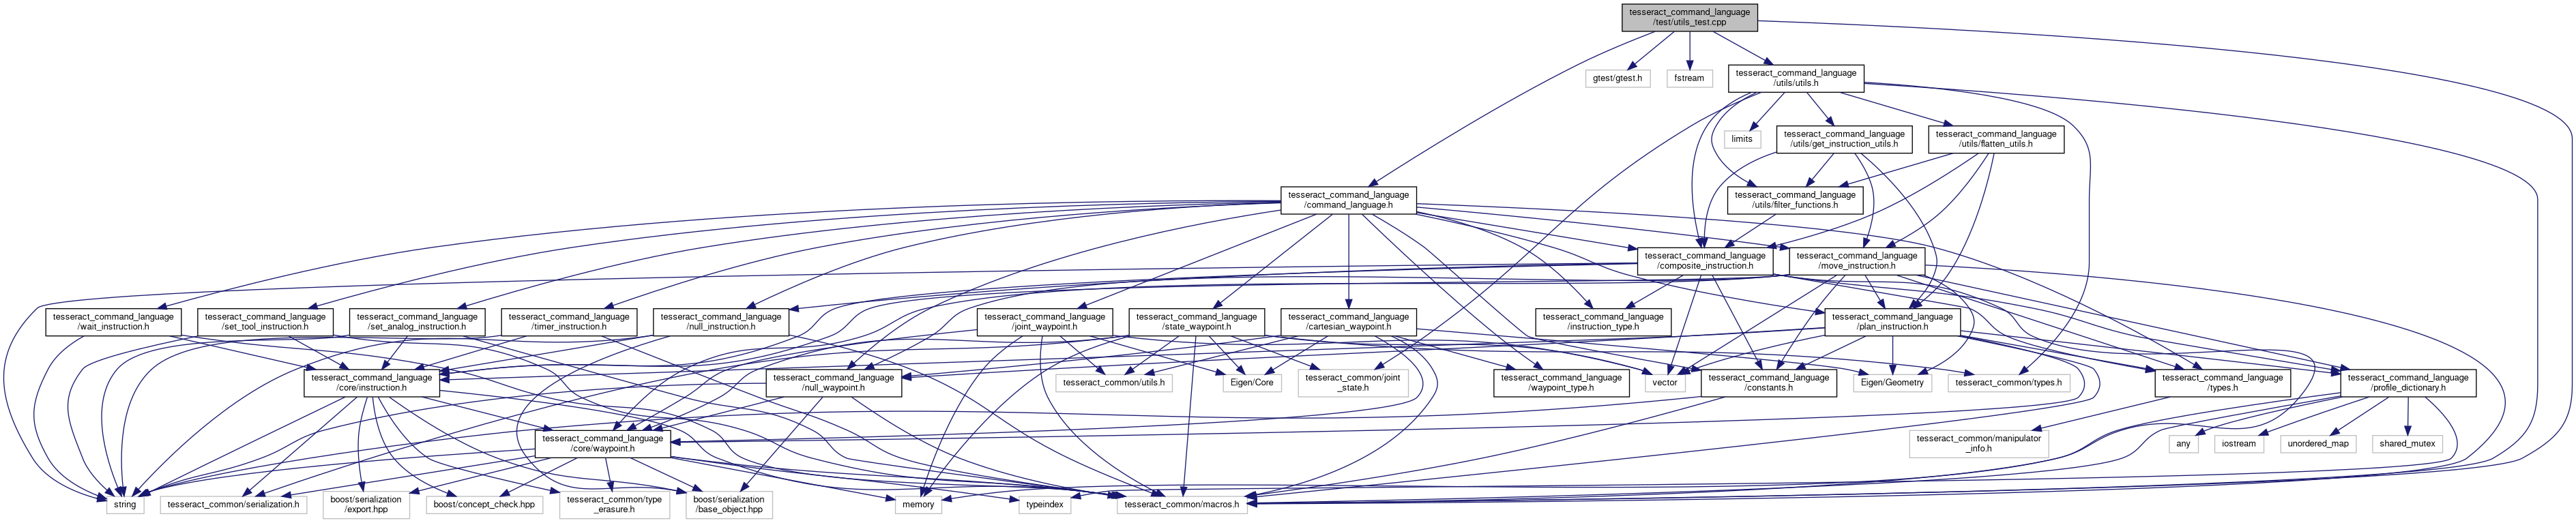 tesseract_command_language
/test/utils_test.cpp
gtest/gtest.h
fstream
tesseract_command_language
/utils/utils.h
limits
tesseract_command_language
/utils/get_instruction_utils.h
tesseract_command_language
/utils/flatten_utils.h
tesseract_command_language
/command_language.h
tesseract_command_language
/utils/filter_functions.h
tesseract_command_language
/composite_instruction.h
tesseract_command_language
/move_instruction.h
tesseract_command_language
/wait_instruction.h
tesseract_command_language
/set_tool_instruction.h
tesseract_command_language
/set_analog_instruction.h
tesseract_command_language
/timer_instruction.h
tesseract_command_language
/null_instruction.h
tesseract_command_language
/joint_waypoint.h
tesseract_command_language
/state_waypoint.h
tesseract_command_language
/cartesian_waypoint.h
tesseract_command_language
/instruction_type.h
tesseract_command_language
/plan_instruction.h
tesseract_command_language
/core/instruction.h
tesseract_command_language
/null_waypoint.h
tesseract_common/utils.h
Eigen/Core
tesseract_common/joint
_state.h
tesseract_command_language
/waypoint_type.h
vector
tesseract_command_language
/constants.h
Eigen/Geometry
tesseract_common/types.h
tesseract_command_language
/types.h
tesseract_command_language
/profile_dictionary.h
tesseract_command_language
/core/waypoint.h
tesseract_common/manipulator
_info.h
any
iostream
unordered_map
shared_mutex
string
tesseract_common/serialization.h
boost/serialization
/export.hpp
boost/concept_check.hpp
tesseract_common/type
_erasure.h
boost/serialization
/base_object.hpp
memory
typeindex
tesseract_common/macros.h